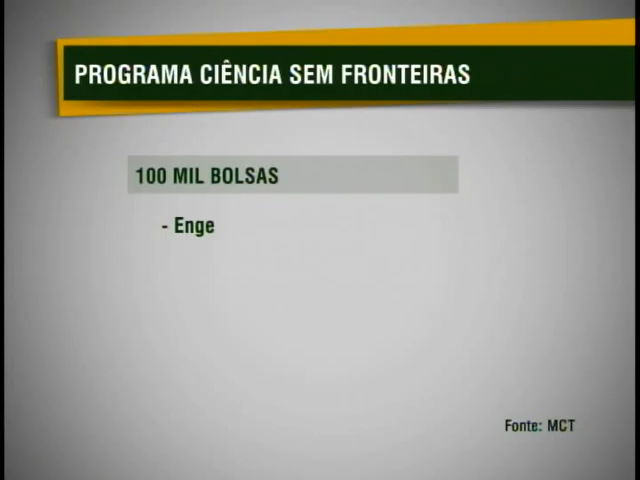 PROGRAMA CIÊNCIA SEM FRONTEIRAS
100 MIL BOLSAS
- Enge
Fonte: MCT